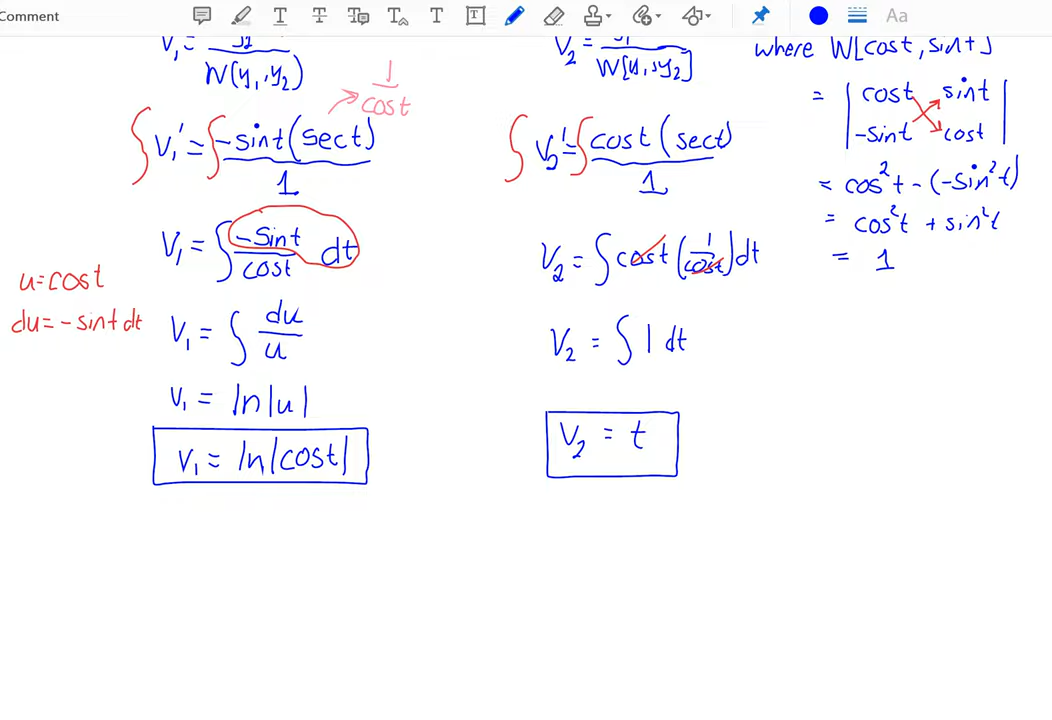 Comment
Aa
V₁ = y₂ / W(y₁, y₂)
1 / cost
∫ V₁' = ∫ -sint(sect) / 1
V₁ = ∫ -sint / cost dt
u = cost
du = -sint dt
V₁ = ∫ du / u
V₁ = ln|u|
V₁ = ln|cost|
V₂ = / W[y₁, y₂]
∫ V₂' = ∫ cost(sect) / 1
V₂ = ∫ cost (1 / cost) dt
V₂ = ∫ 1 dt
V₂ = t
where W[cost, sint]
= | cost sint
-sint cost |
= cos²t - (-sin²t)
= cos²t + sin²t
= 1